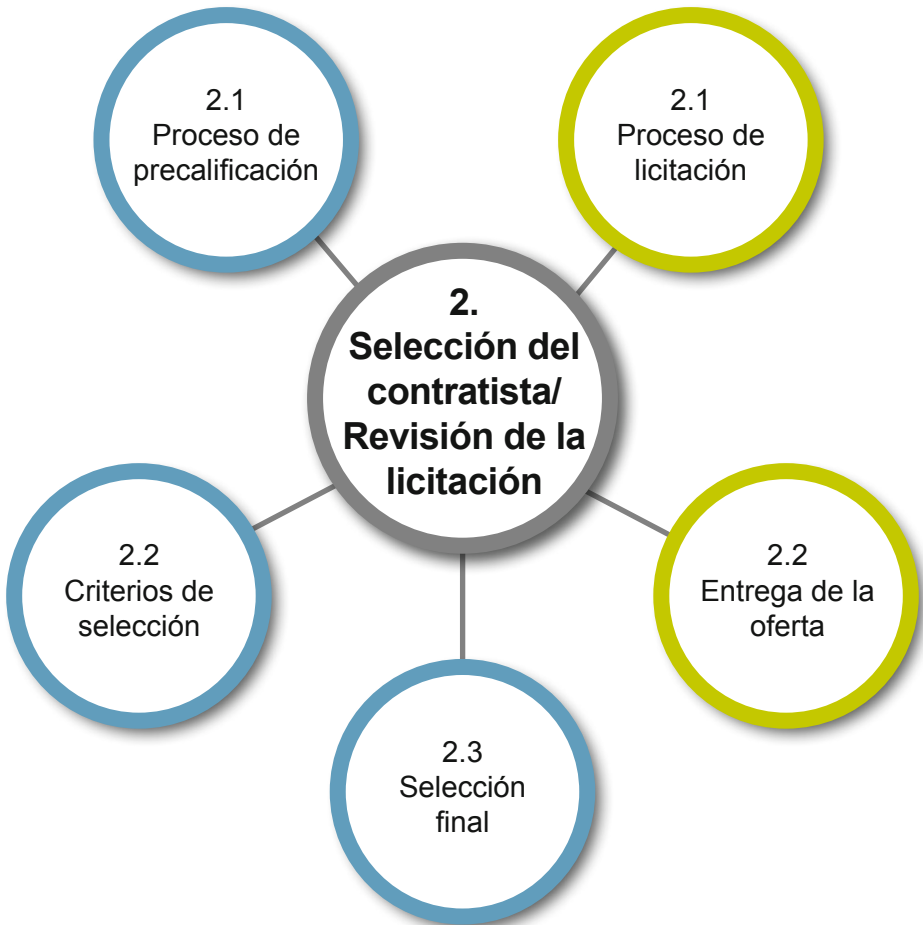 2.1
Proceso de
precalificación
2.1
Proceso de
licitación
2.
Selección del
contratista/
Revisión de la
licitación
2.2
Criterios de
selección
2.2
Entrega de la
oferta
2.3
Selección
final